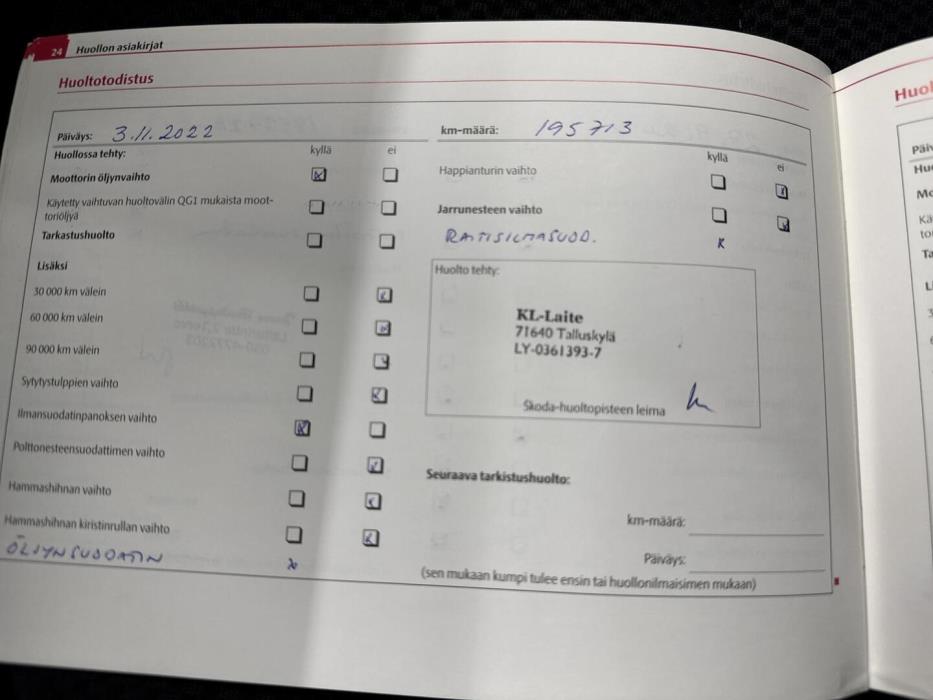 24 Huollon asiakirjat
Huoltotodistus
Päiväys: 3.11.2022
Huollossa tehty: kyllä ei
Moottorin öljynvaihto
Käytetty vaihtuvan huoltovälin QG1 mukaista moot-
toriöljyä
Tarkastushuolto
Lisäksi
30 000 km välein
60 000 km välein
90 000 km välein
Sytytystulppien vaihto
Ilmansuodatinpanoksen vaihto
Polttonesteensuodattimen vaihto
Hammashihnan vaihto
Hammashihnan kiristinrullan vaihto
ÖLJYNSUODATIN x
km-määrä: 195713
kyllä ei
Happianturin vaihto
Jarrunesteen vaihto
RAITISILMASUOD. x
Huolto tehty:
KL-Laite
71640 Talluskylä
LY-0361393-7
Skoda-huoltopisteen leima
Seuraava tarkistushuolto:
km-määrä:
Päiväys:
(sen mukaan kumpi tulee ensin tai huollonilmaisimen mukaan)